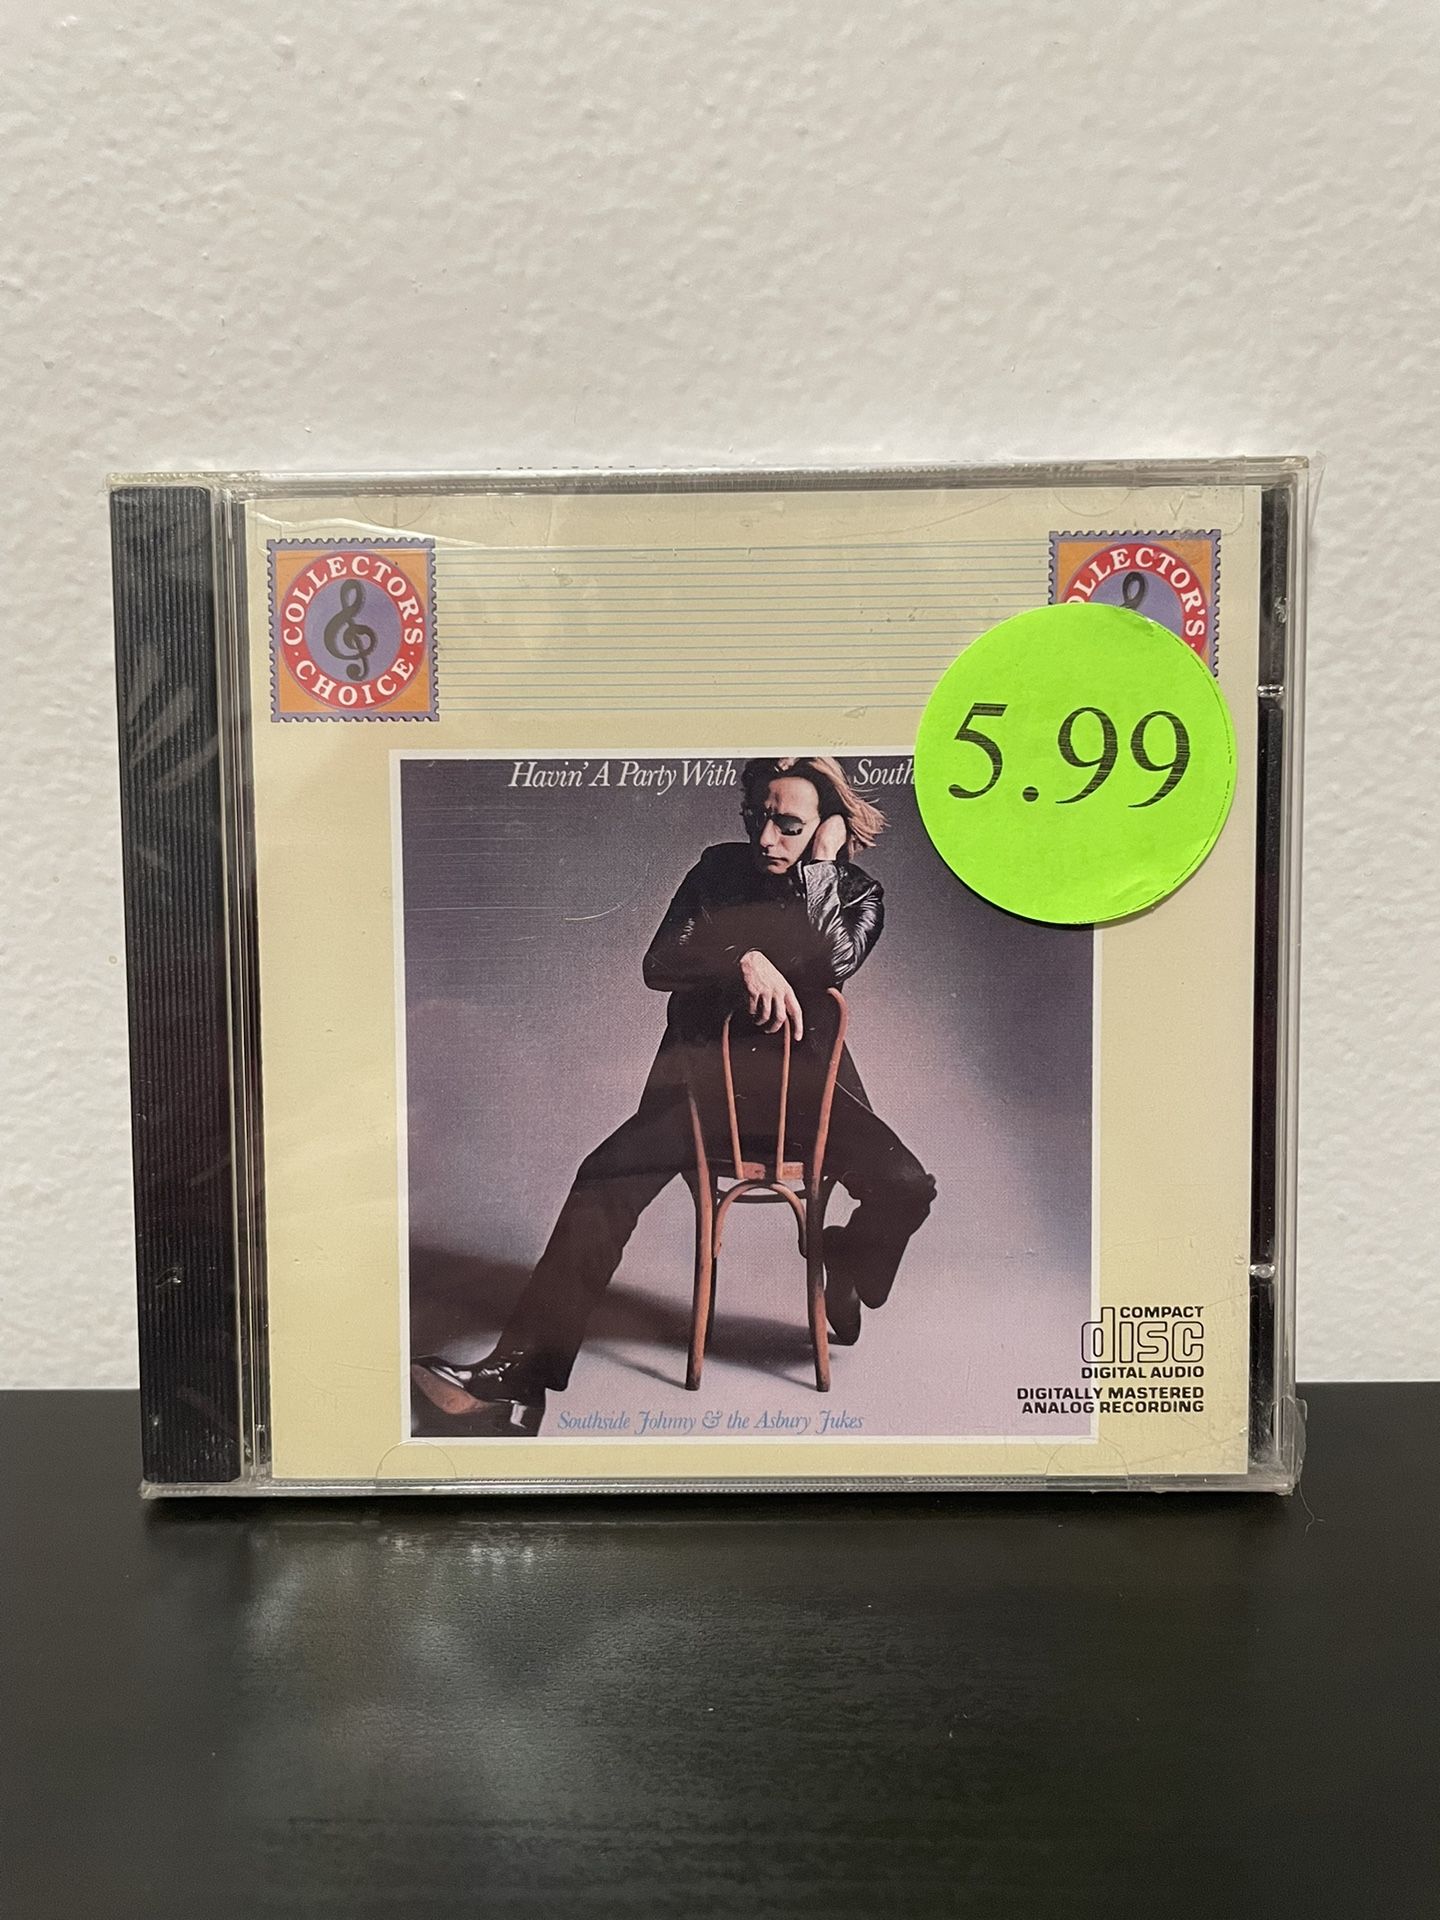 COLLECTOR'S · CHOICE ·
OLLECTOR'S ·
5.99
Havin' A Party With South
Southside Johnny & the Asbury Jukes
COMPACT
disc
DIGITAL AUDIO
DIGITALLY MASTERED
ANALOG RECORDING